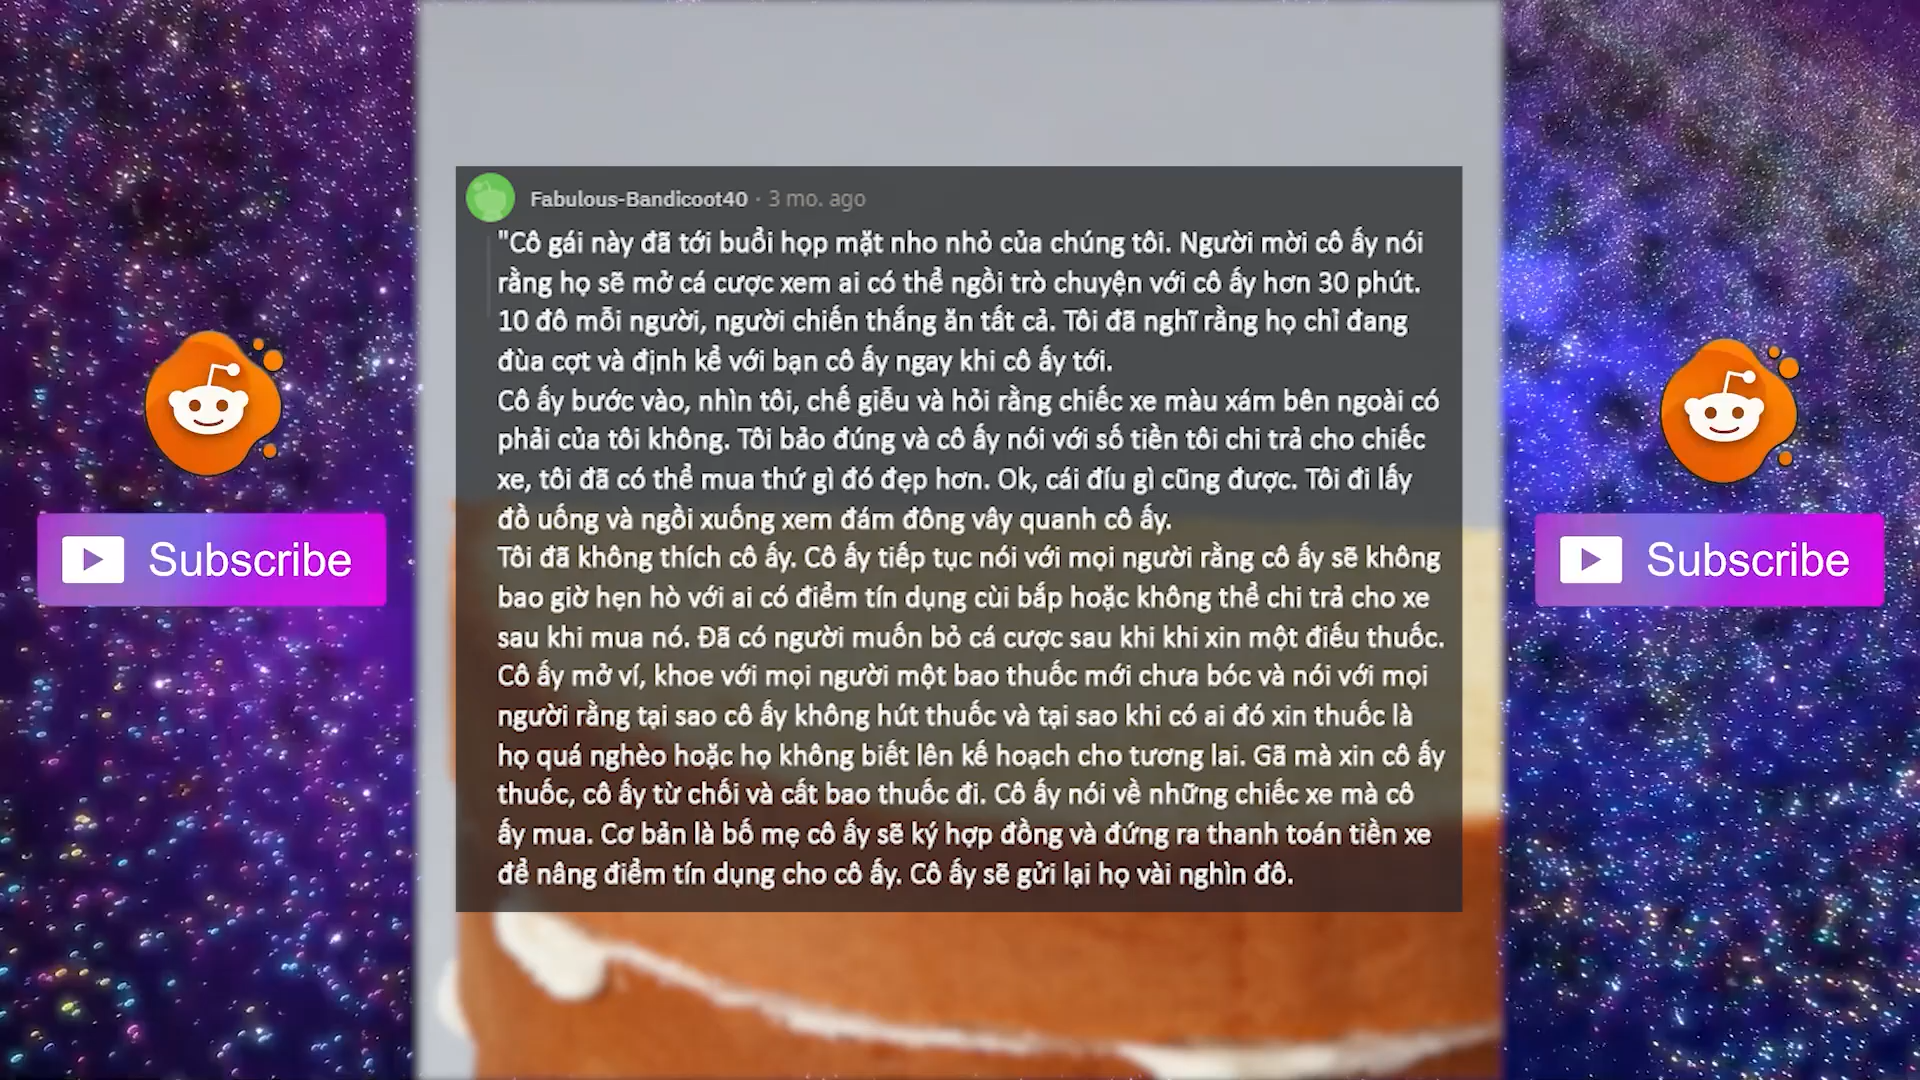 Fabulous-Bandicoot40 · 3 mo. ago
"Cô gái này đã tới buổi họp mặt nho nhỏ của chúng tôi. Người mời cô ấy nói
rằng họ sẽ mở cá cược xem ai có thể ngồi trò chuyện với cô ấy hơn 30 phút.
10 đô mỗi người, người chiến thắng ăn tất cả. Tôi đã nghĩ rằng họ chỉ đang
đùa cợt và định kể với bạn cô ấy ngay khi cô ấy tới.
Cô ấy bước vào, nhìn tôi, chế giễu và hỏi rằng chiếc xe màu xám bên ngoài có
phải của tôi không. Tôi bảo đúng và cô ấy nói với số tiền tôi chi trả cho chiếc
xe, tôi đã có thể mua thứ gì đó đẹp hơn. Ok, cái đíu gì cũng được. Tôi đi lấy
đồ uống và ngồi xuống xem đám đông vây quanh cô ấy.
Tôi đã không thích cô ấy. Cô ấy tiếp tục nói với mọi người rằng cô ấy sẽ không
bao giờ hẹn hò với ai có điểm tín dụng cùi bắp hoặc không thể chi trả cho xe
sau khi mua nó. Đã có người muốn bỏ cá cược sau khi khi xin một điếu thuốc.
Cô ấy mở ví, khoe với mọi người một bao thuốc mới chưa bóc và nói với mọi
người rằng tại sao cô ấy không hút thuốc và tại sao khi có ai đó xin thuốc là
họ quá nghèo hoặc họ không biết lên kế hoạch cho tương lai. Gã mà xin cô ấy
thuốc, cô ấy từ chối và cất bao thuốc đi. Cô ấy nói về những chiếc xe mà cô
ấy mua. Cơ bản là bố mẹ cô ấy sẽ ký hợp đồng và đứng ra thanh toán tiền xe
để nâng điểm tín dụng cho cô ấy. Cô ấy sẽ gửi lại họ vài nghìn đô.
Subscribe
Subscribe